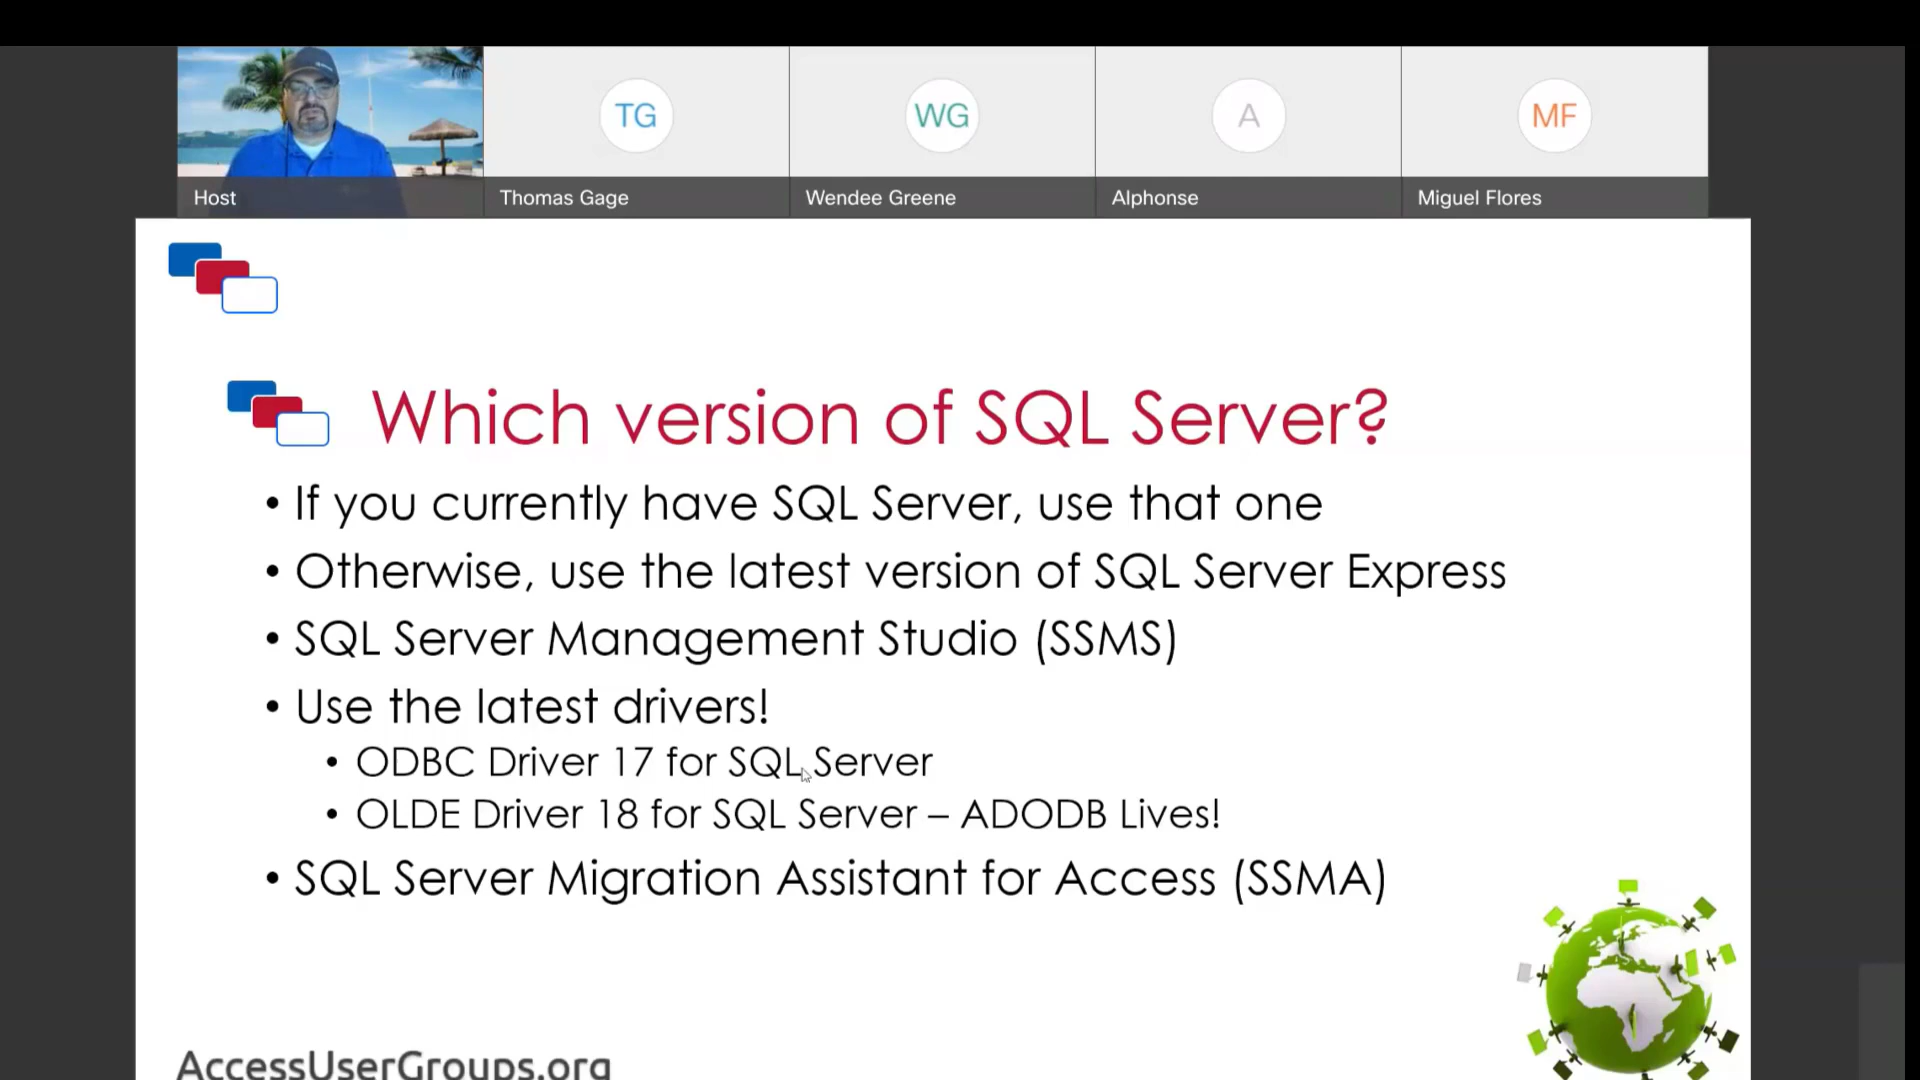 TG
WG
A
MF
Host
Thomas Gage
Wendee Greene
Alphonse
Miguel Flores
Which version of SQL Server?
• If you currently have SQL Server, use that one
• Otherwise, use the latest version of SQL Server Express
• SQL Server Management Studio (SSMS)
• Use the latest drivers!
• ODBC Driver 17 for SQL Server
• OLDE Driver 18 for SQL Server – ADODB Lives!
• SQL Server Migration Assistant for Access (SSMA)
AccessUserGroups.org